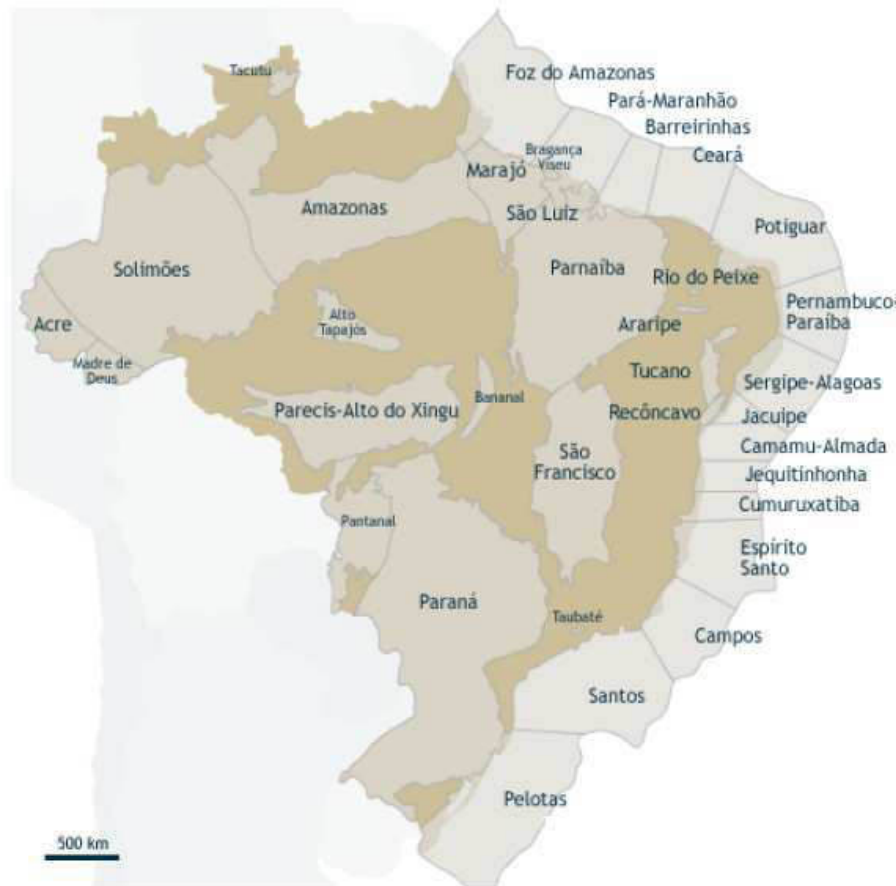 Tacutu
Foz do Amazonas
Pará-Maranhão
Barreirinhas
Ceará
Bragança
Viseu
Marajó
Amazonas
São Luiz
Potiguar
Solimões
Parnaíba
Rio do Peixe
Pernambuco-
Paraíba
Acre
Alto
Tapajós
Araripe
Madre de
Deus
Tucano
Sergipe-Alagoas
Bananal
Parecis-Alto do Xingu
Recôncavo
Jacuipe
São
Francisco
Camamu-Almada
Jequitinhonha
Cumuruxatiba
Pantanal
Espírito
Santo
Paraná
Taubaté
Campos
Santos
Pelotas
500 km